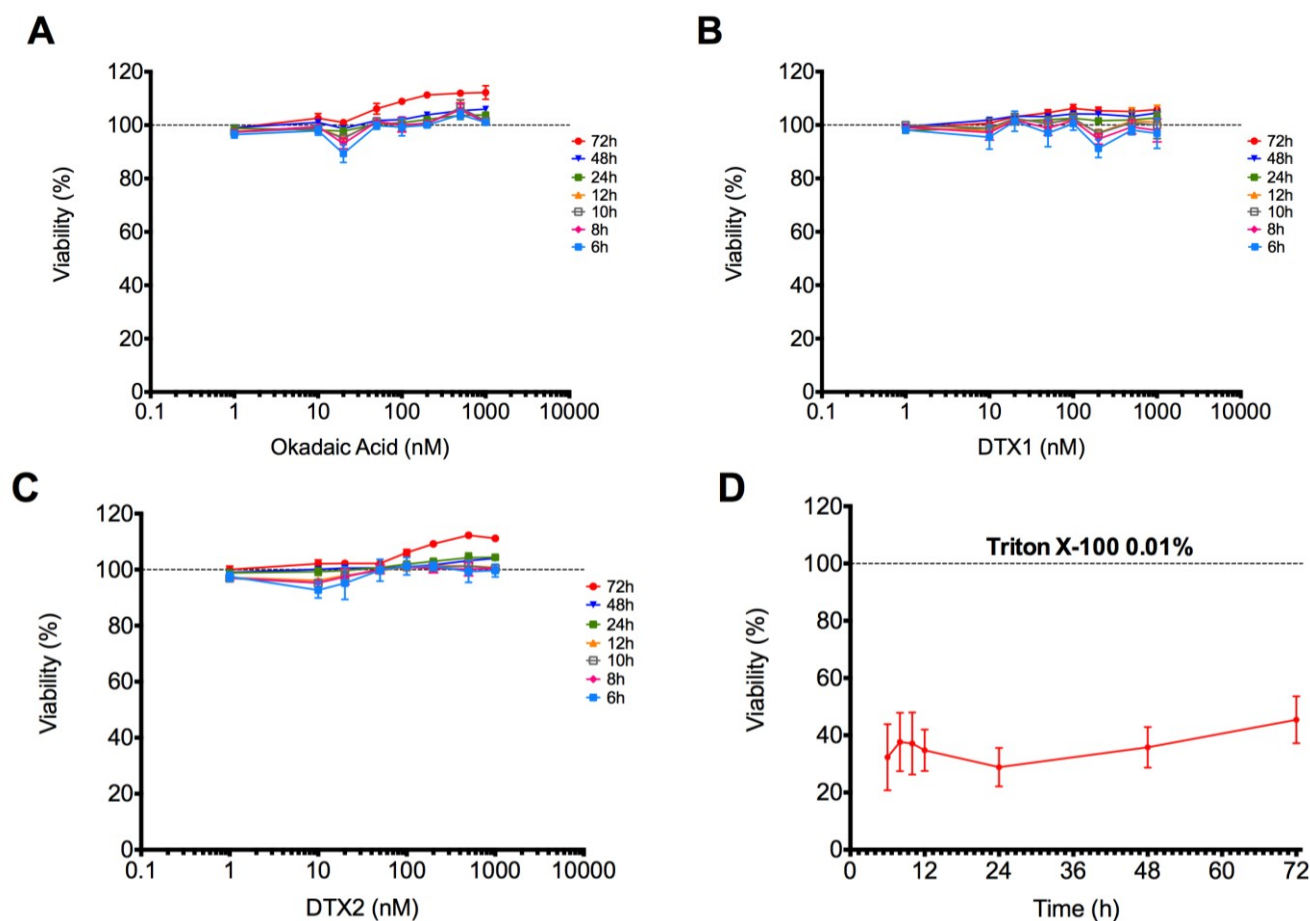 A
120
100
80
60
40
20
0
Viability (%)
0.1 1 10 100 1000 10000
Okadaic Acid (nM)
72h
48h
24h
12h
10h
8h
6h
B
120
100
80
60
40
20
0
Viability (%)
0.1 1 10 100 1000 10000
DTX1 (nM)
72h
48h
24h
12h
10h
8h
6h
C
120
100
80
60
40
20
0
Viability (%)
0.1 1 10 100 1000 10000
DTX2 (nM)
72h
48h
24h
12h
10h
8h
6h
D
120
100
80
60
40
20
0
Viability (%)
Triton X-100 0.01%
0 12 24 36 48 60 72
Time (h)